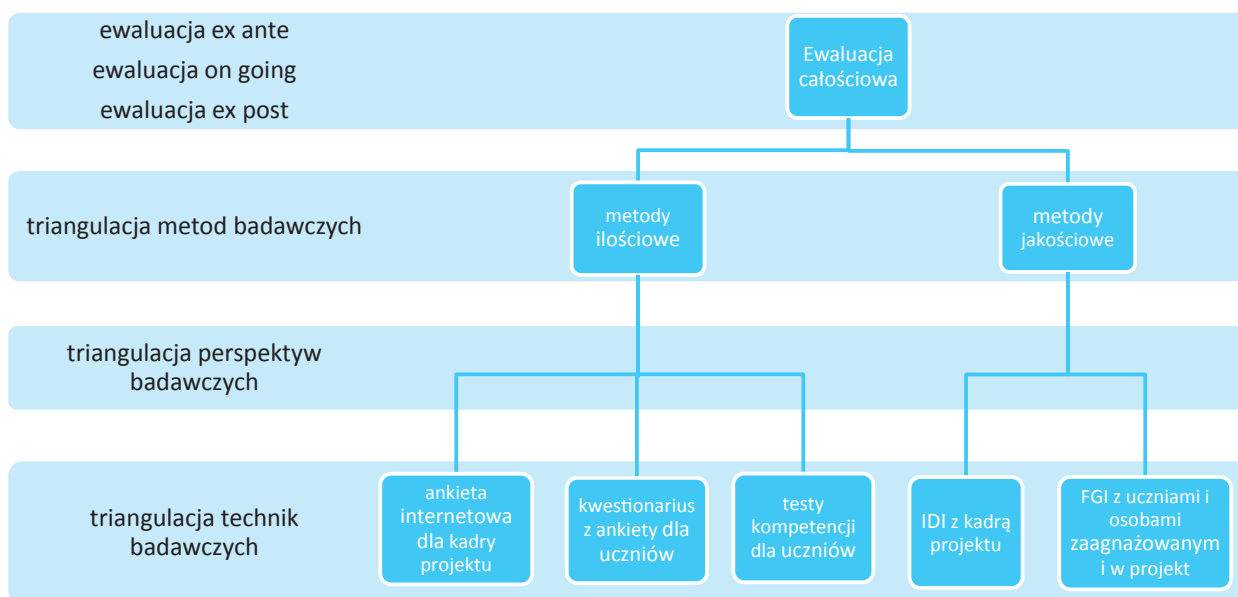 ewaluacja ex ante
ewaluacja on going
ewaluacja ex post
Ewaluacja
całościowa
triangulacja metod badawczych
metody
ilościowe
metody
jakościowe
triangulacja perspektyw
badawczych
triangulacja technik
badawczych
ankieta
internetowa
dla kadry
projektu
kwestionarius
z ankiety dla
uczniów
testy
kompetencji
dla uczniów
IDI z kadrą
projektu
FGI z uczniami i
osobami
zaagnażowanym
i w projekt